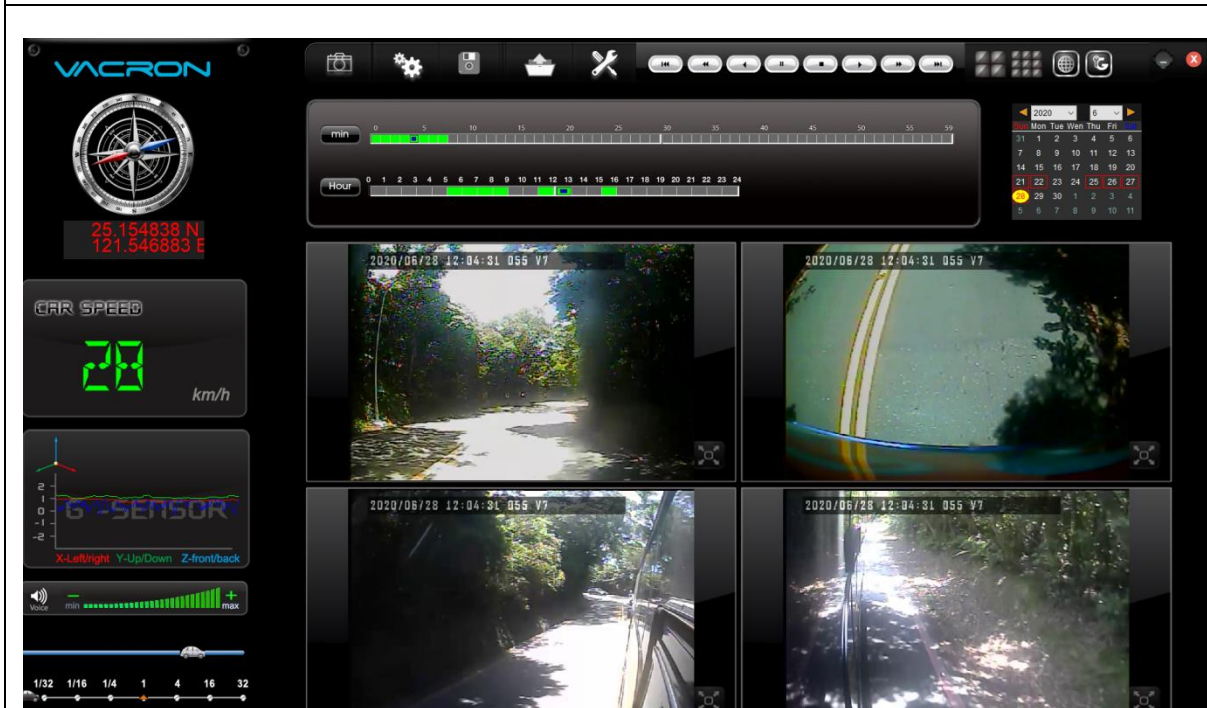 VACRON
25.154838 N
121.546883 E
CAR SPEED
28
km/h
2
1
0
-1
-2
G-SENSOR
X-Left/right Y-Up/Down Z-front/back
Voice
min
max
1/32 1/16 1/4 1 4 16 32
min
0 5 10 15 20 25 30 35 40 45 50 55 59
Hour
0 1 2 3 4 5 6 7 8 9 10 11 12 13 14 15 16 17 18 19 20 21 22 23 24
2020 6
Sun Mon Tue Wen Thu Fri Sat
31 1 2 3 4 5 6
7 8 9 10 11 12 13
14 15 16 17 18 19 20
21 22 23 24 25 26 27
28 29 30 1 2 3 4
5 6 7 8 9 10 11
2020/06/28 12:04:31 055 V7
2020/06/28 12:04:31 055 V7
2020/06/28 12:04:31 055 V7
2020/06/28 12:04:31 055 V7